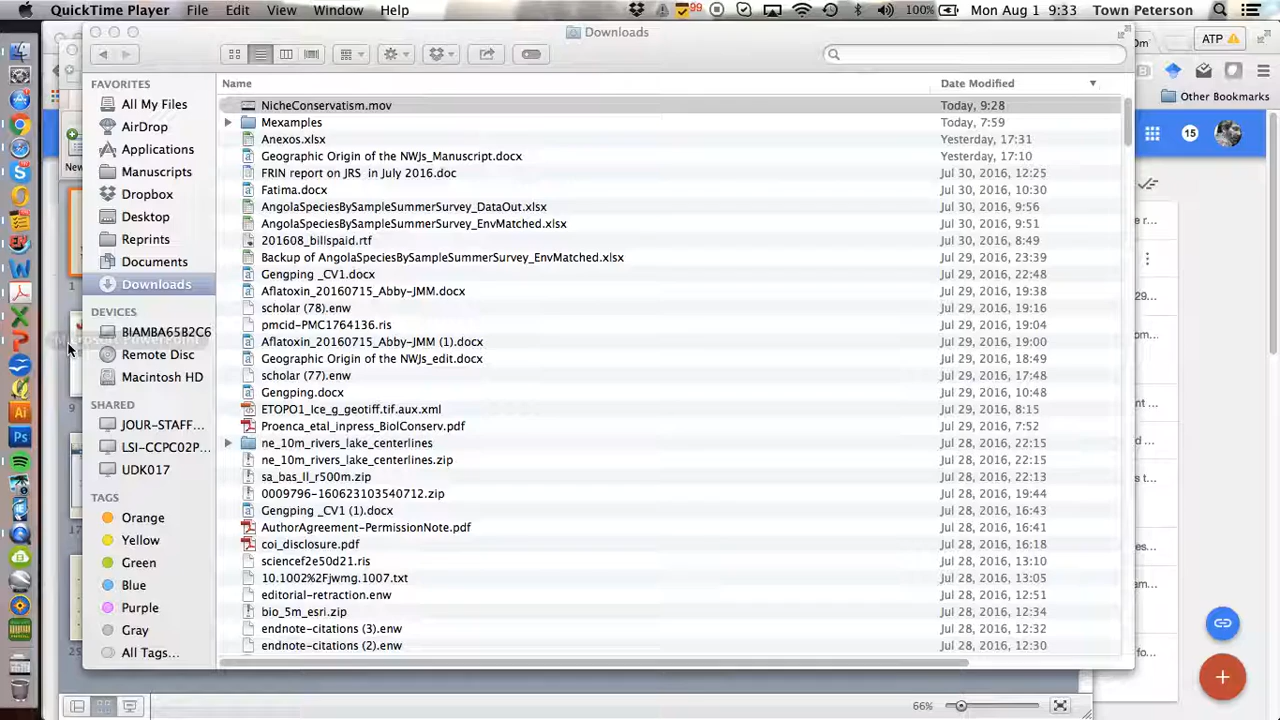 QuickTime Player File Edit View Window Help 99 100% Mon Aug 1 9:33 Town Peterson
Downloads
ATP
Other Bookmarks
15
FAVORITES
All My Files
AirDrop
Applications
Manuscripts
Dropbox
Desktop
Reprints
Documents
Downloads
DEVICES
BIAMBA65B2C6
Remote Disc
Macintosh HD
SHARED
JOUR-STAFF...
LSI-CCPC02P...
UDK017
TAGS
Orange
Yellow
Green
Blue
Purple
Gray
All Tags...
Name Date Modified
NicheConservatism.mov Today, 9:28
Mexamples Today, 7:59
Anexos.xlsx Yesterday, 17:31
Geographic Origin of the NWJs_Manuscript.docx Yesterday, 17:10
FRIN report on JRS in July 2016.doc Jul 30, 2016, 12:25
Fatima.docx Jul 30, 2016, 10:30
AngolaSpeciesBySampleSummerSurvey_DataOut.xlsx Jul 30, 2016, 9:56
AngolaSpeciesBySampleSummerSurvey_EnvMatched.xlsx Jul 30, 2016, 9:51
201608_billspaid.rtf Jul 30, 2016, 8:49
Backup of AngolaSpeciesBySampleSummerSurvey_EnvMatched.xlsx Jul 29, 2016, 23:39
Gengping _CV1.docx Jul 29, 2016, 22:48
Aflatoxin_20160715_Abby-JMM.docx Jul 29, 2016, 19:38
scholar (78).enw Jul 29, 2016, 19:16
pmcid-PMC1764136.ris Jul 29, 2016, 19:04
Aflatoxin_20160715_Abby-JMM (1).docx Jul 29, 2016, 19:00
Geographic Origin of the NWJs_edit.docx Jul 29, 2016, 18:49
scholar (77).enw Jul 29, 2016, 17:48
Gengping.docx Jul 29, 2016, 10:48
ETOPO1_Ice_g_geotiff.tif.aux.xml Jul 29, 2016, 8:15
Proenca_etal_inpress_BiolConserv.pdf Jul 29, 2016, 7:52
ne_10m_rivers_lake_centerlines Jul 28, 2016, 22:15
ne_10m_rivers_lake_centerlines.zip Jul 28, 2016, 22:15
sa_bas_ll_r500m.zip Jul 28, 2016, 22:13
0009796-160623103540712.zip Jul 28, 2016, 19:44
Gengping _CV1 (1).docx Jul 28, 2016, 16:43
AuthorAgreement-PermissionNote.pdf Jul 28, 2016, 16:41
coi_disclosure.pdf Jul 28, 2016, 16:18
sciencef2e50d21.ris Jul 28, 2016, 13:10
10.1002%2Fjwmg.1007.txt Jul 28, 2016, 13:05
editorial-retraction.enw Jul 28, 2016, 12:51
bio_5m_esri.zip Jul 28, 2016, 12:34
endnote-citations (3).enw Jul 28, 2016, 12:32
endnote-citations (2).enw Jul 28, 2016, 12:30
66%